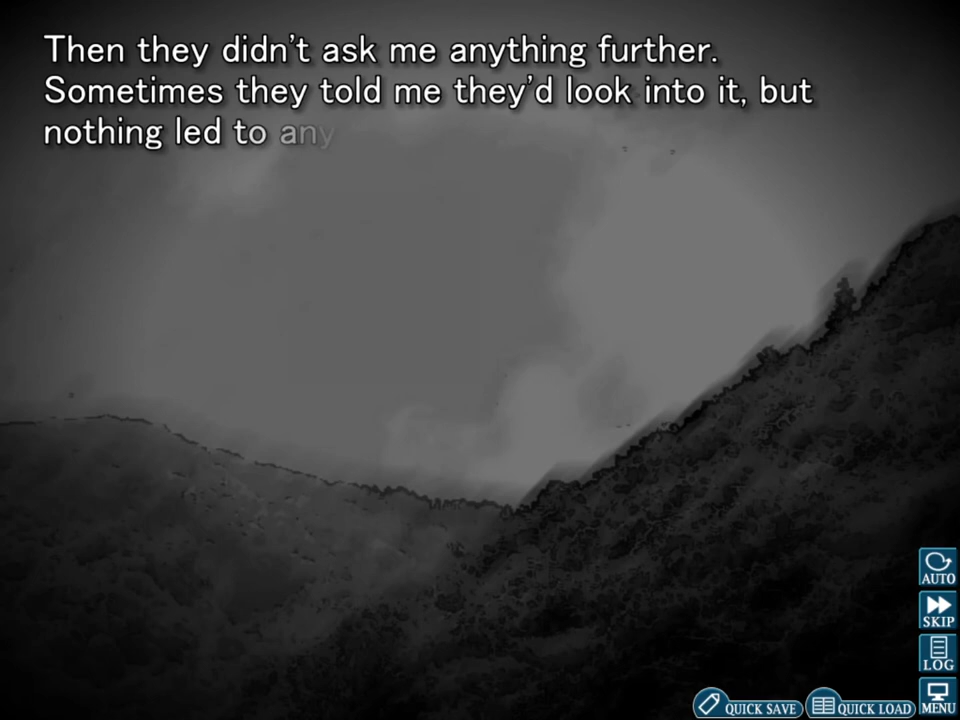 Then they didn't ask me anything further.
Sometimes they told me they'd look into it, but
nothing led to any
AUTO
SKIP
LOG
QUICK SAVE
QUICK LOAD
MENU